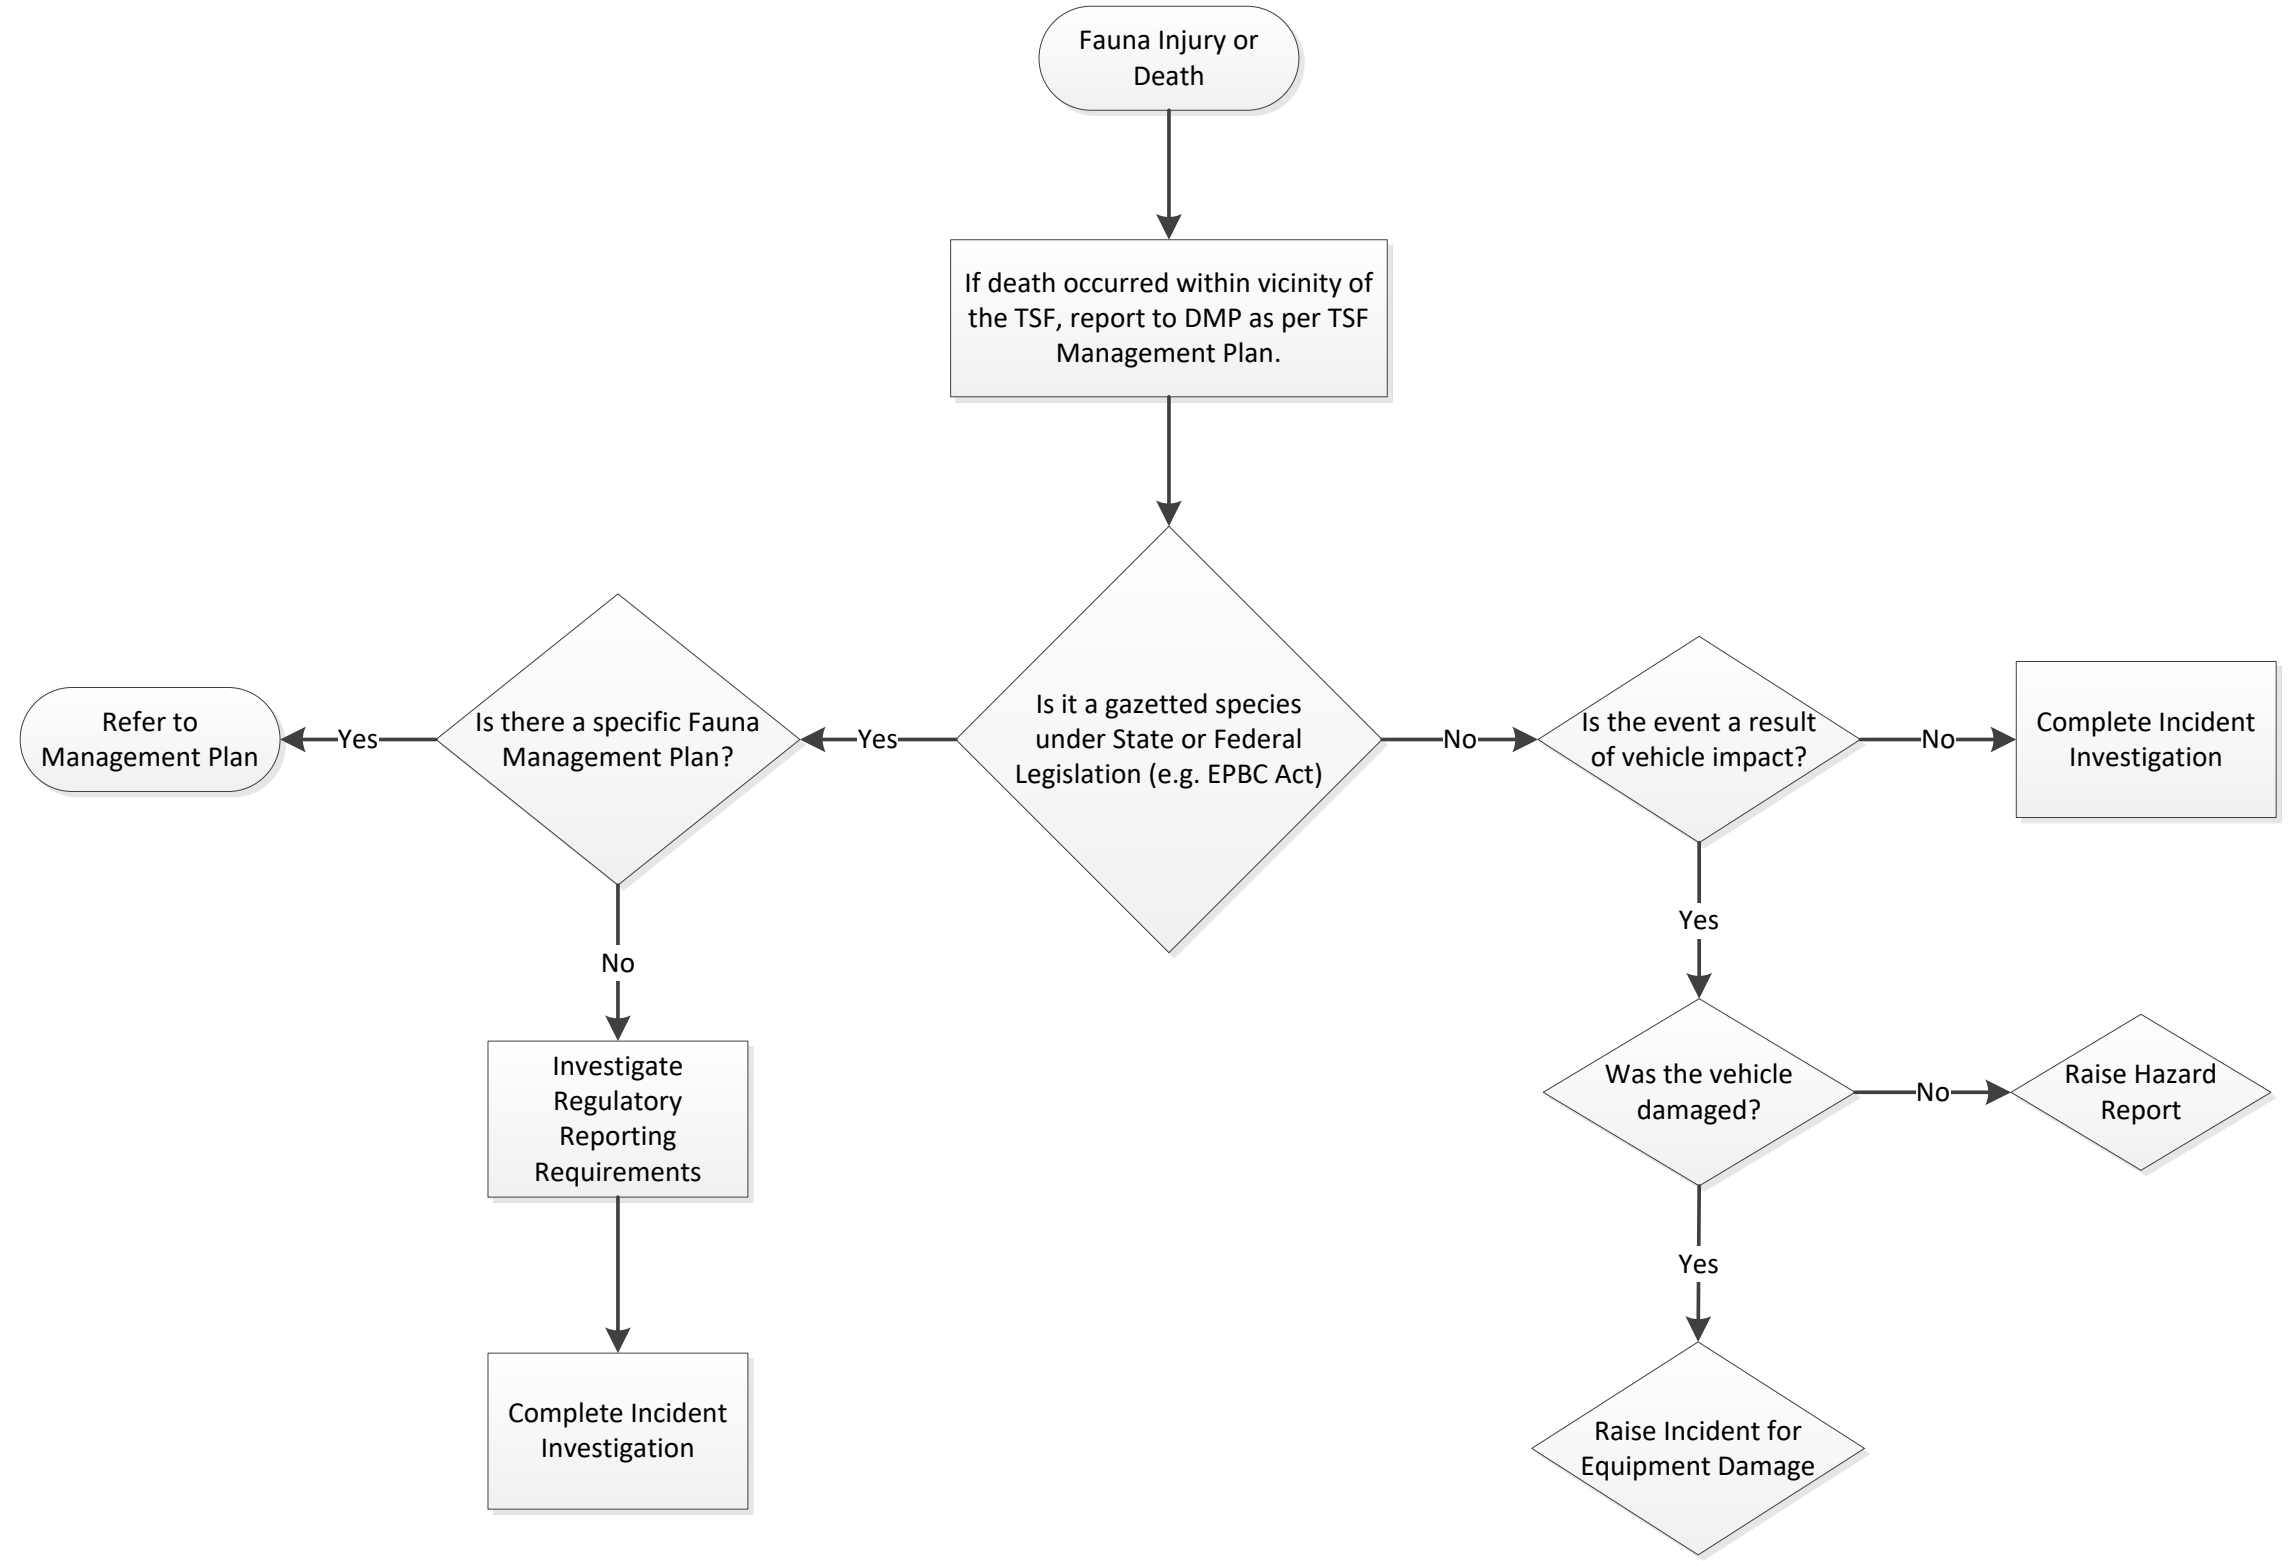 Fauna Injury or
Death
If death occurred within vicinity of
the TSF, report to DMP as per TSF
Management Plan.
Is it a gazetted species
under State or Federal
Legislation (e.g. EPBC Act)
Yes
No
Is there a specific Fauna
Management Plan?
Yes
Refer to
Management Plan
No
Investigate
Regulatory
Reporting
Requirements
Complete Incident
Investigation
Is the event a result
of vehicle impact?
No
Complete Incident
Investigation
Yes
Was the vehicle
damaged?
No
Raise Hazard
Report
Yes
Raise Incident for
Equipment Damage